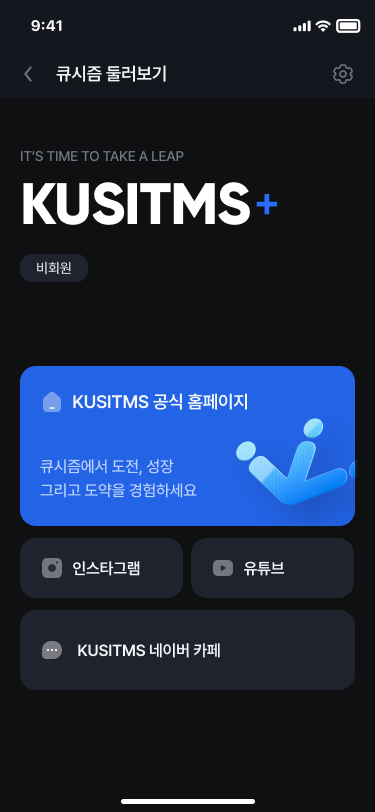 9:41
큐시즘 둘러보기
IT'S TIME TO TAKE A LEAP
KUSITMS+
비회원
KUSITMS 공식 홈페이지
큐시즘에서 도전, 성장
그리고 도약을 경험하세요
인스타그램
유튜브
KUSITMS 네이버 카페